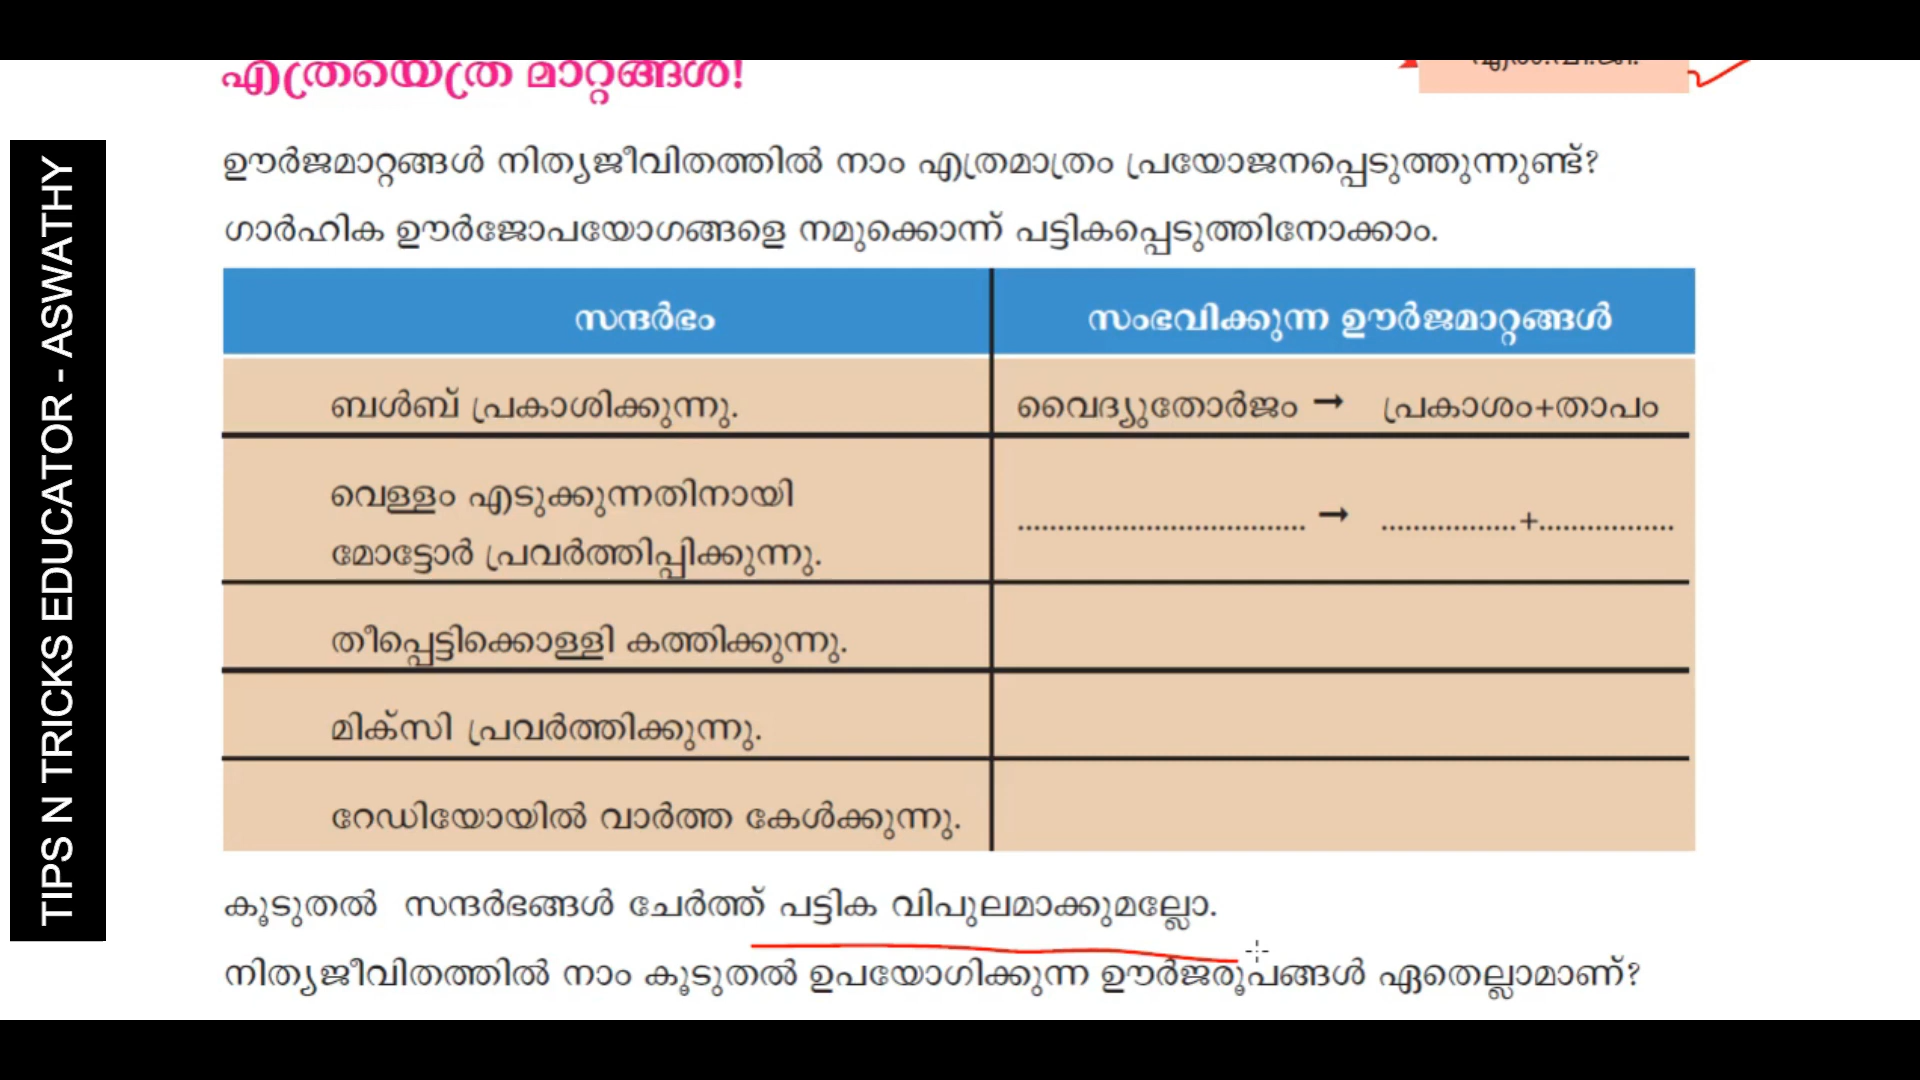 എത്രയെത്ര മാറ്റങ്ങൾ!
ഊർജമാറ്റങ്ങൾ നിത്യജീവിതത്തിൽ നാം എത്രമാത്രം പ്രയോജനപ്പെടുത്തുന്നുണ്ട്?
ഗാർഹിക ഊർജോപയോഗങ്ങളെ നമുക്കൊന്ന് പട്ടികപ്പെടുത്തിനോക്കാം.
സന്ദർഭം സംഭവിക്കുന്ന ഊർജമാറ്റങ്ങൾ
ബൾബ് പ്രകാശിക്കുന്നു. വൈദ്യുതോർജം → പ്രകാശം+താപം
വെള്ളം എടുക്കുന്നതിനായി
മോട്ടോർ പ്രവർത്തിപ്പിക്കുന്നു. .................................... → .................+.................
തീപ്പെട്ടിക്കൊള്ളി കത്തിക്കുന്നു.
മിക്സി പ്രവർത്തിക്കുന്നു.
റേഡിയോയിൽ വാർത്ത കേൾക്കുന്നു.
കൂടുതൽ സന്ദർഭങ്ങൾ ചേർത്ത് പട്ടിക വിപുലമാക്കുമല്ലോ.
നിത്യജീവിതത്തിൽ നാം കൂടുതൽ ഉപയോഗിക്കുന്ന ഊർജരൂപങ്ങൾ ഏതെല്ലാമാണ്?
TIPS N TRICKS EDUCATOR - ASWATHY